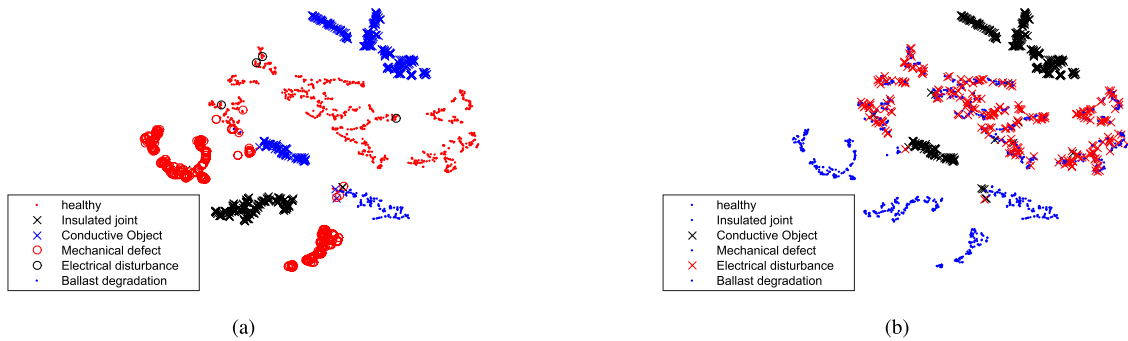 healthy
Insulated joint
Conductive Object
Mechanical defect
Electrical disturbance
Ballast degradation
(a)
healthy
Insulated joint
Conductive Object
Mechanical defect
Electrical disturbance
Ballast degradation
(b)